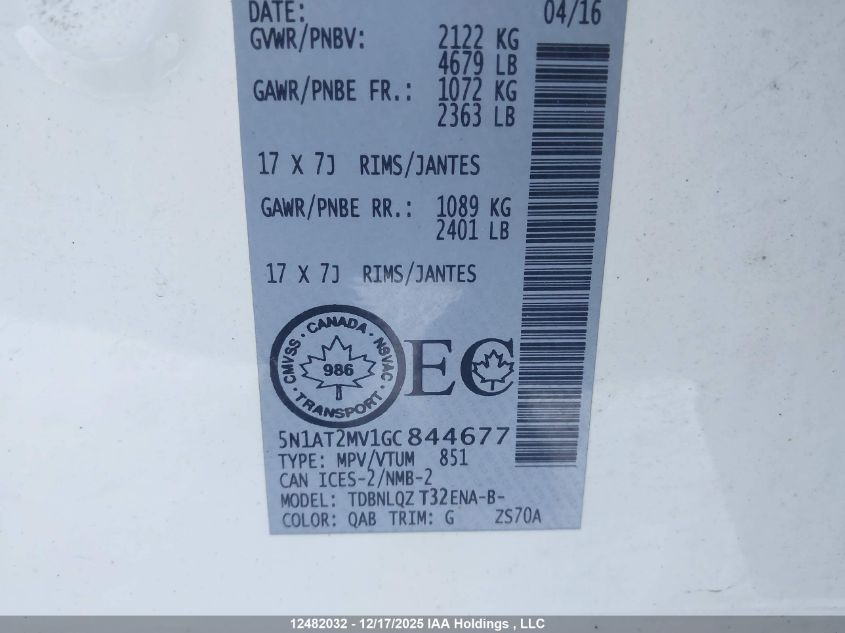 DATE: 04/16
GVWR/PNBV: 2122 KG
4679 LB
GAWR/PNBE FR.: 1072 KG
2363 LB
17 X 7J RIMS/JANTES
GAWR/PNBE RR.: 1089 KG
2401 LB
17 X 7J RIMS/JANTES
CANADA · NSVAC · TRANSPORT · CMVSS ·
986
EC
5N1AT2MV1GC844677
TYPE: MPV/VTUM 851
CAN ICES-2/NMB-2
MODEL: TDBNLQZ T32ENA-B-
COLOR: QAB TRIM: G ZS70A
12482032 - 12/17/2025 IAA Holdings , LLC